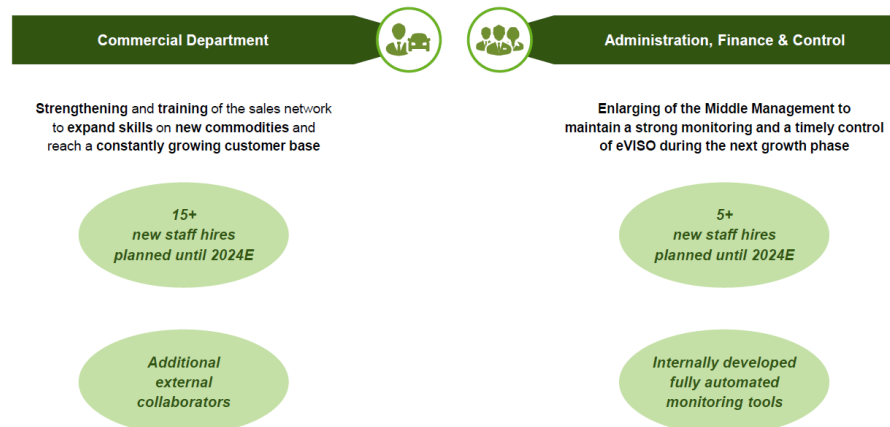 Commercial Department
Administration, Finance & Control
Strengthening and training of the sales network
to expand skills on new commodities and
reach a constantly growing customer base
Enlarging of the Middle Management to
maintain a strong monitoring and a timely control
of eVISO during the next growth phase
15+
new staff hires
planned until 2024E
5+
new staff hires
planned until 2024E
Additional
external
collaborators
Internally developed
fully automated
monitoring tools